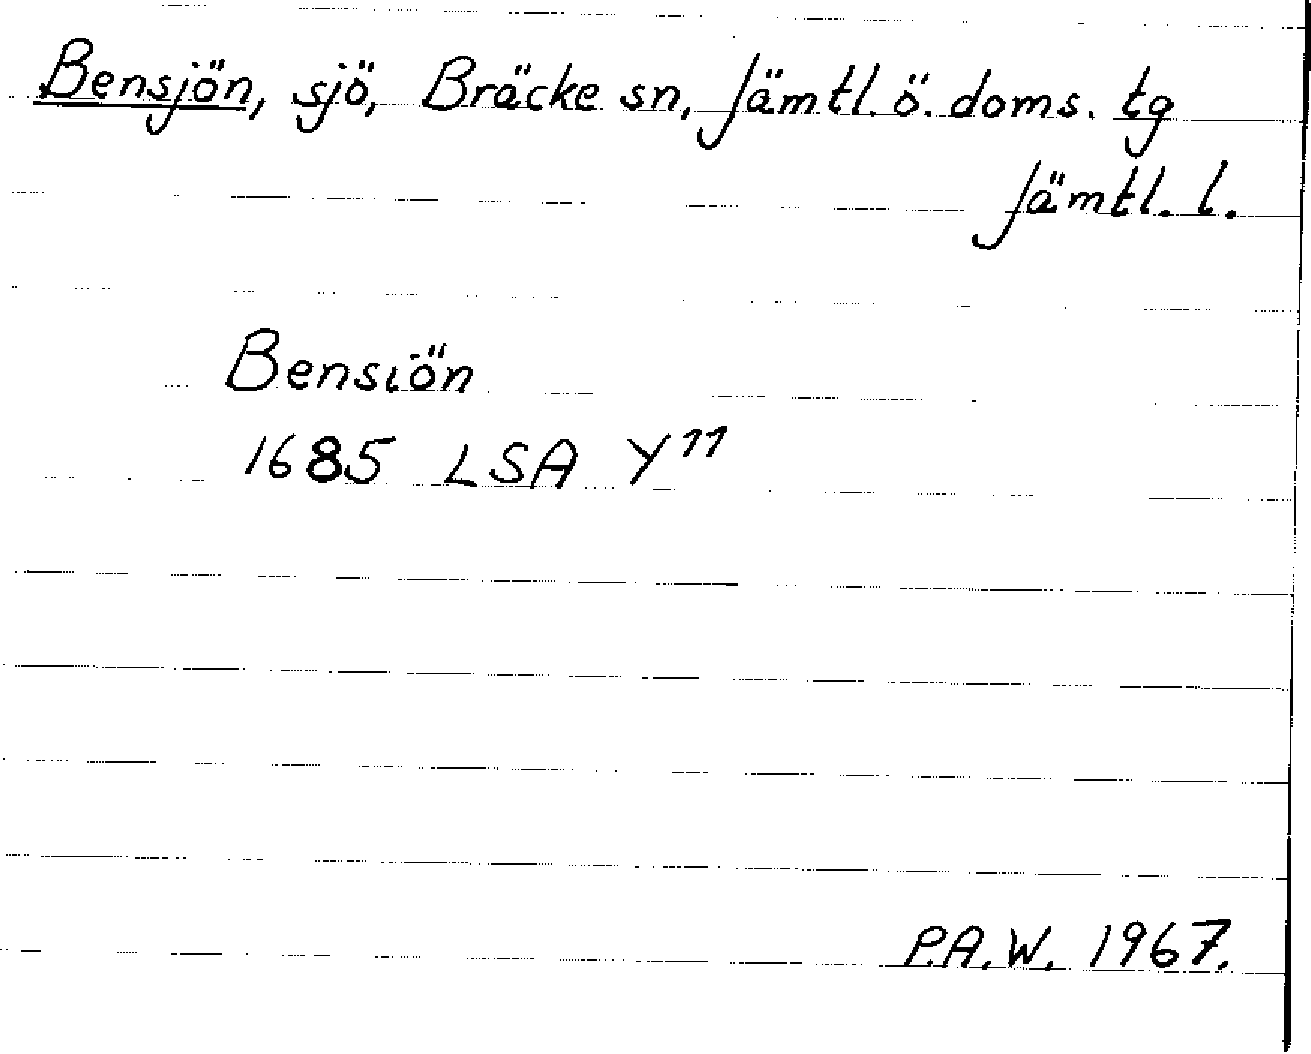 Bensjön, sjö, Bräcke sn, Jämtl. ö. doms. tg
Jämtl. l.
Bensiön
1685 LSA Y¹¹
P.A.W. 1967.